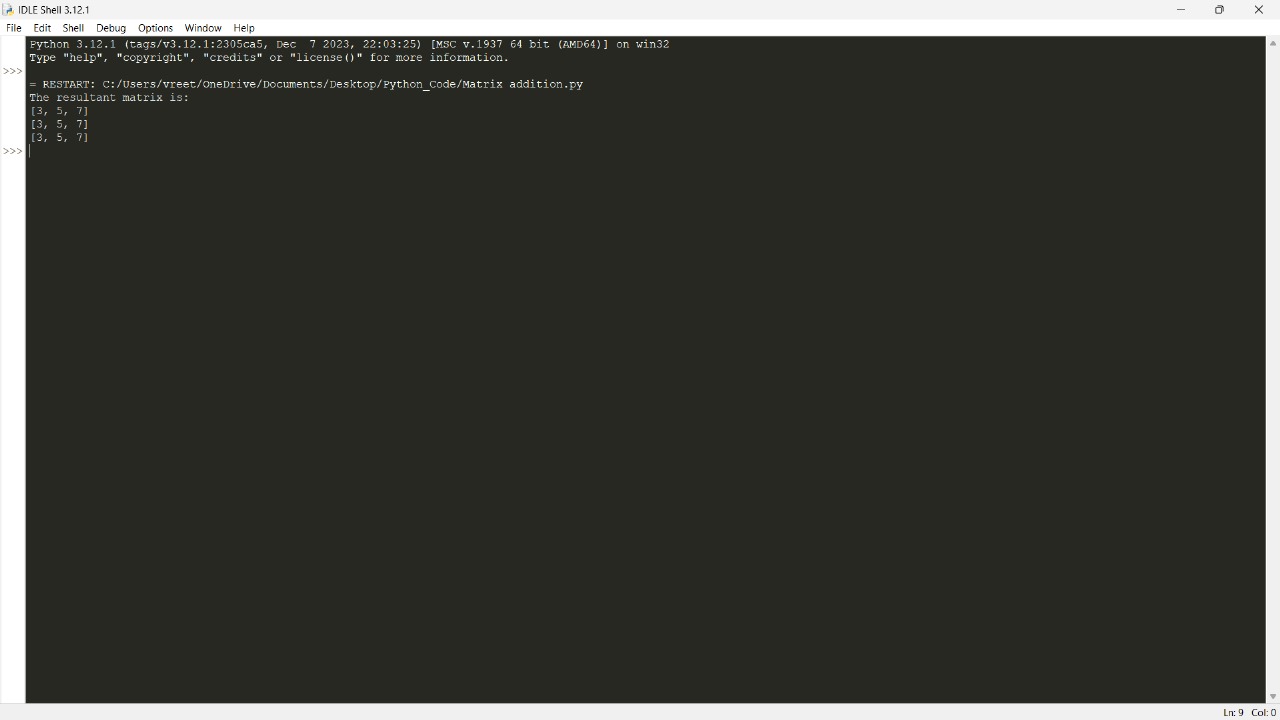 IDLE Shell 3.12.1
File Edit Shell Debug Options Window Help
Python 3.12.1 (tags/v3.12.1:2305ca5, Dec  7 2023, 22:03:25) [MSC v.1937 64 bit (AMD64)] on win32
Type "help", "copyright", "credits" or "license()" for more information.
>>>
= RESTART: C:/Users/vreet/OneDrive/Documents/Desktop/Python_Code/Matrix addition.py
The resultant matrix is:
[3, 5, 7]
[3, 5, 7]
[3, 5, 7]
>>>
Ln: 9 Col: 0